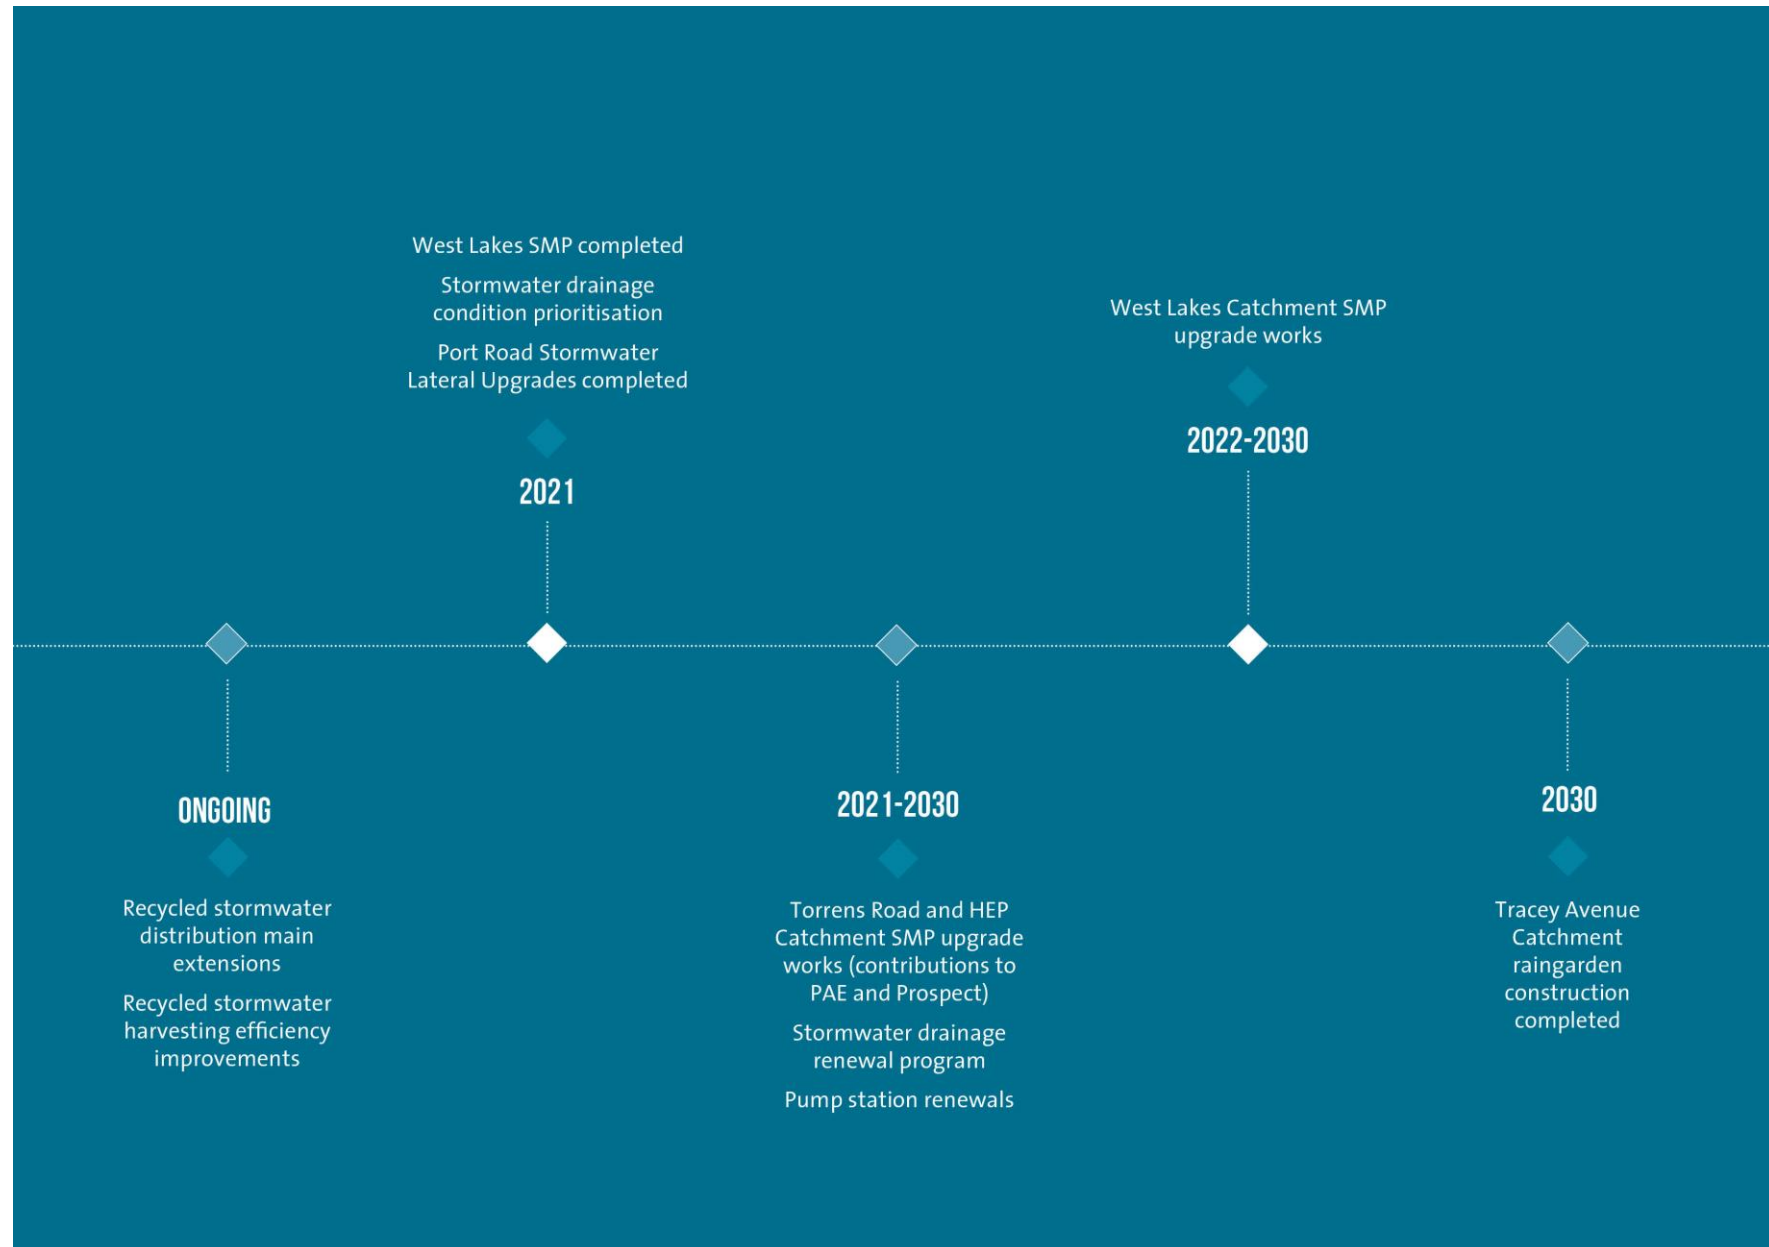 ONGOING
Recycled stormwater
distribution main
extensions
Recycled stormwater
harvesting efficiency
improvements
West Lakes SMP completed
Stormwater drainage
condition prioritisation
Port Road Stormwater
Lateral Upgrades completed
2021
2021-2030
Torrens Road and HEP
Catchment SMP upgrade
works (contributions to
PAE and Prospect)
Stormwater drainage
renewal program
Pump station renewals
West Lakes Catchment SMP
upgrade works
2022-2030
2030
Tracey Avenue
Catchment
raingarden
construction
completed